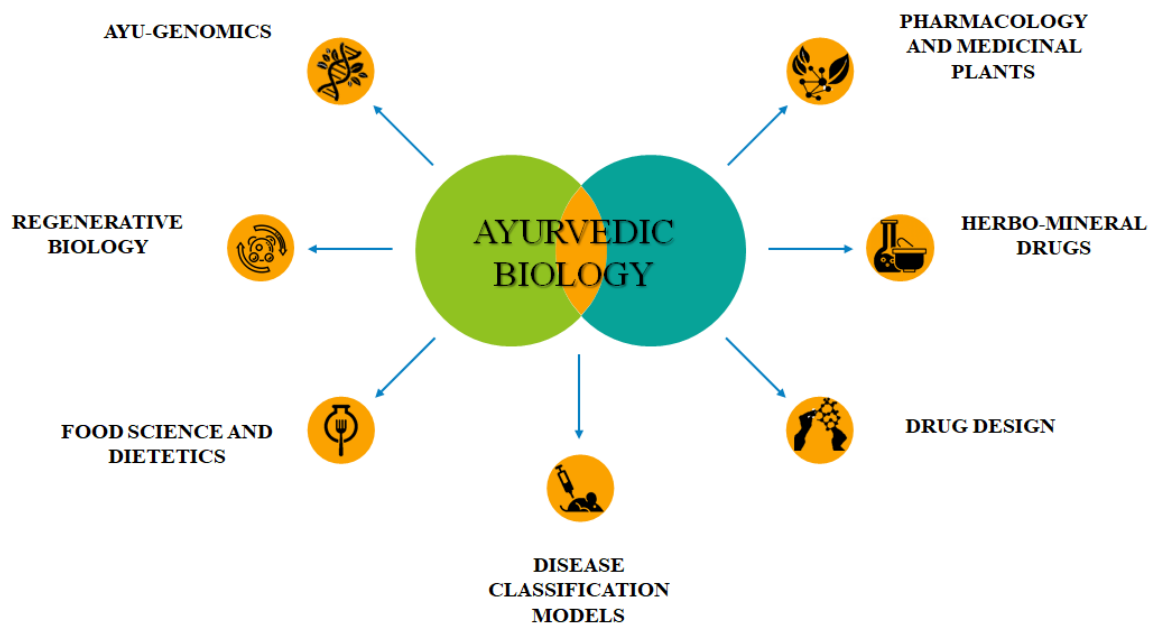 AYU-GENOMICS
PHARMACOLOGY
AND MEDICINAL
PLANTS
REGENERATIVE
BIOLOGY
AYURVEDIC
BIOLOGY
HERBO-MINERAL
DRUGS
FOOD SCIENCE AND
DIETETICS
DRUG DESIGN
DISEASE
CLASSIFICATION
MODELS